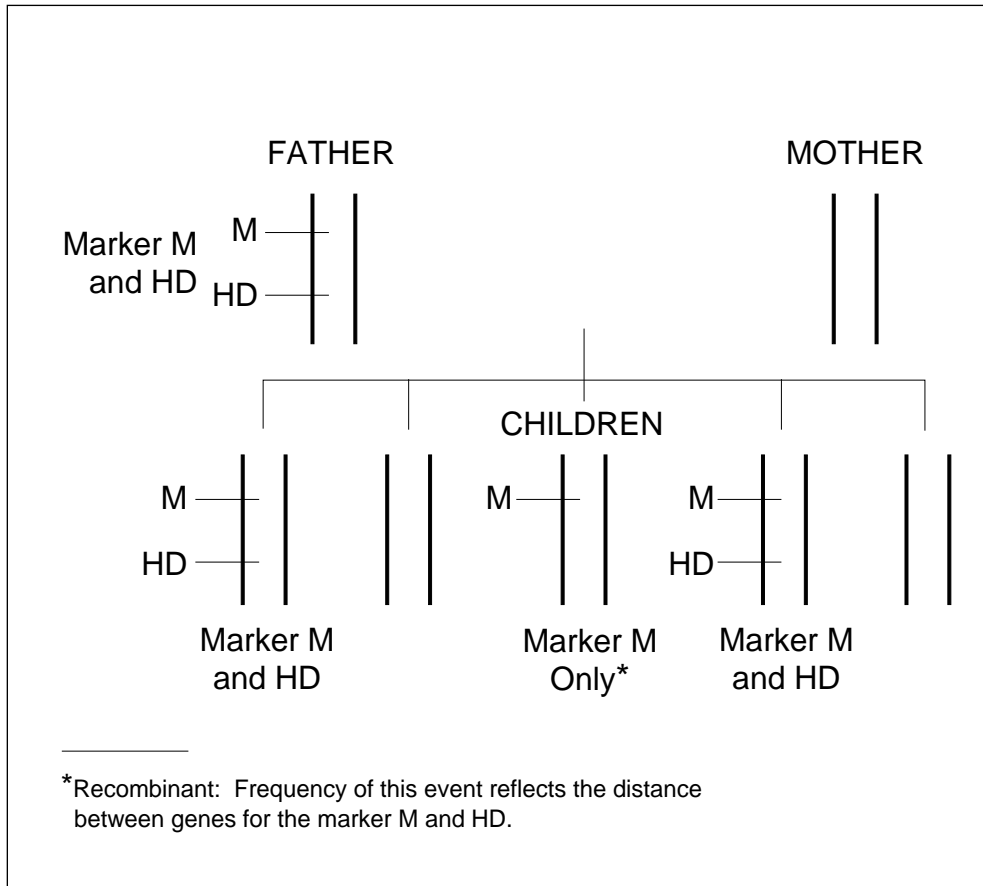 FATHER
MOTHER
Marker M
and HD
M
HD
CHILDREN
M
HD
M
M
HD
Marker M
and HD
Marker M
Only*
Marker M
and HD
*Recombinant: Frequency of this event reflects the distance
between genes for the marker M and HD.